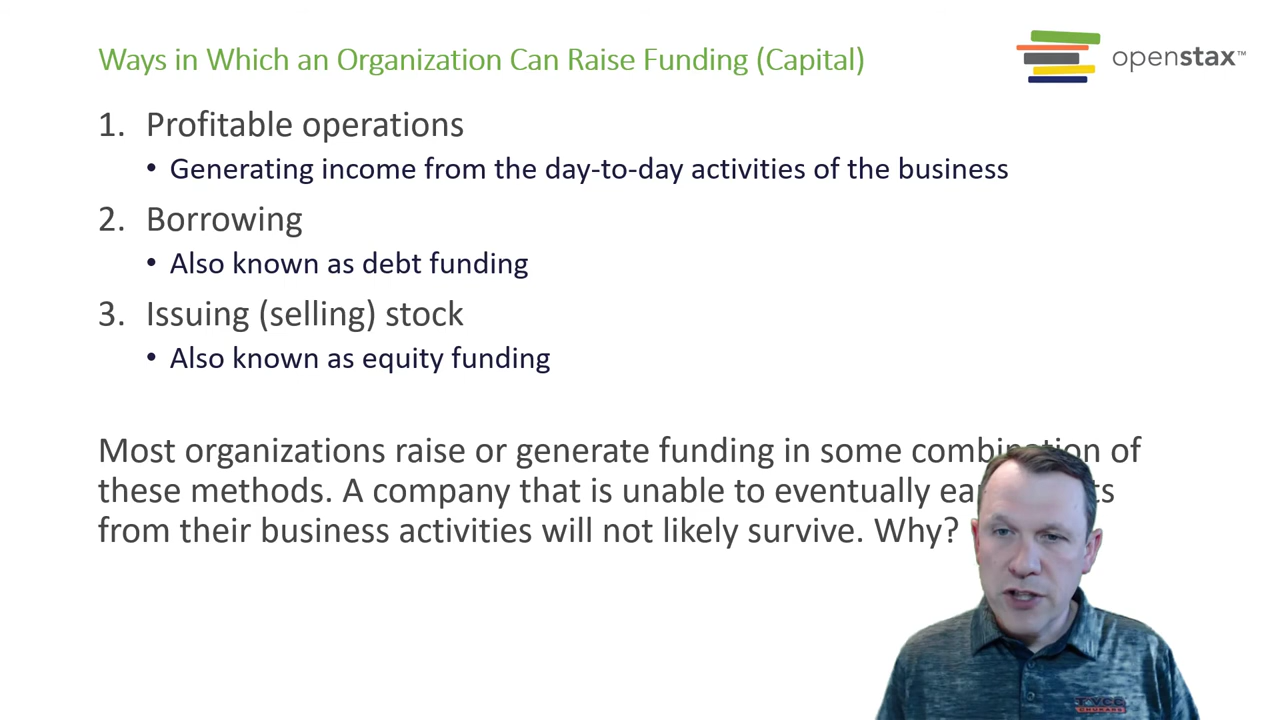 Ways in Which an Organization Can Raise Funding (Capital)
openstax™
1. Profitable operations
• Generating income from the day-to-day activities of the business
2. Borrowing
• Also known as debt funding
3. Issuing (selling) stock
• Also known as equity funding
Most organizations raise or generate funding in some combination of
these methods. A company that is unable to eventually
from their business activities will not likely survive. Why?